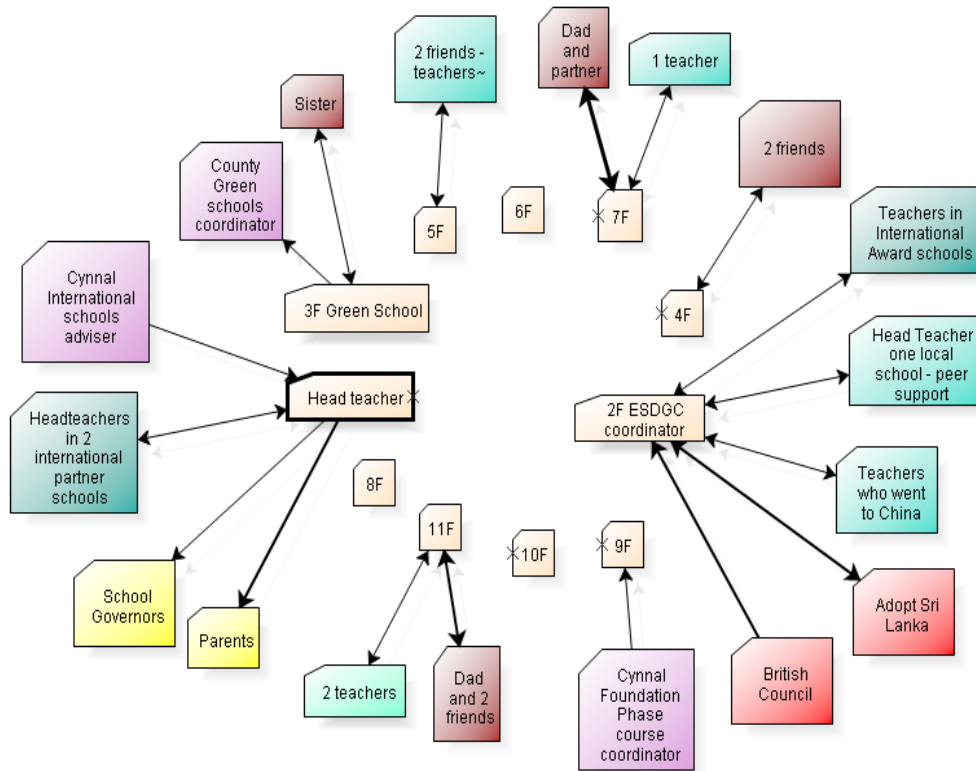 2 friends -
teachers~
Dad
and
partner
1 teacher
Sister
2 friends
County
Green
schools
coordinator
5F
6F
7F
Teachers in
International
Award schools
Cynnal
International
schools
adviser
3F Green School
4F
Head Teacher
one local
school - peer
support
Head teacher
2F ESDGC
coordinator
Headteachers
in 2
international
partner
schools
8F
Teachers
who went
to China
11F
10F
9F
School
Governors
Parents
Adopt Sri
Lanka
2 teachers
Dad
and 2
friends
Cynnal
Foundation
Phase
course
coordinator
British
Council